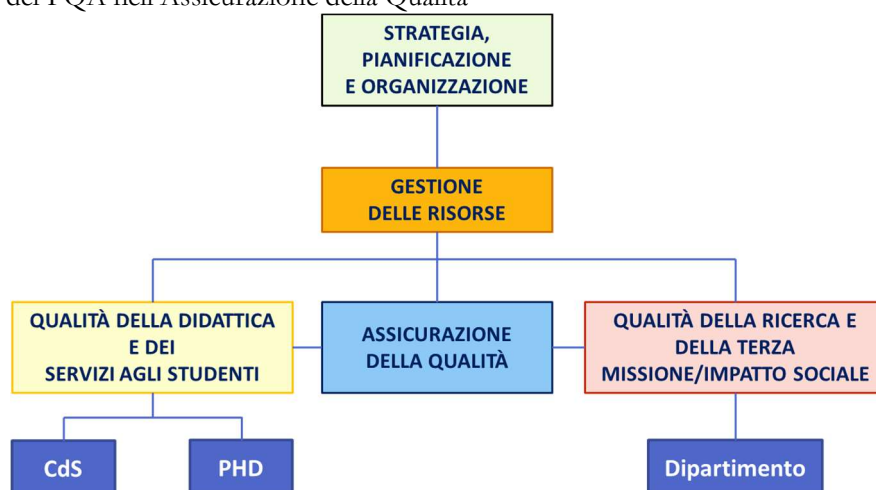 del PQA nell'Assicurazione della Qualità
STRATEGIA,
PIANIFICAZIONE
E ORGANIZZAZIONE
GESTIONE
DELLE RISORSE
QUALITÀ DELLA DIDATTICA
E DEI
SERVIZI AGLI STUDENTI
ASSICURAZIONE
DELLA QUALITÀ
QUALITÀ DELLA RICERCA E
DELLA TERZA
MISSIONE/IMPATTO SOCIALE
CdS
PHD
Dipartimento